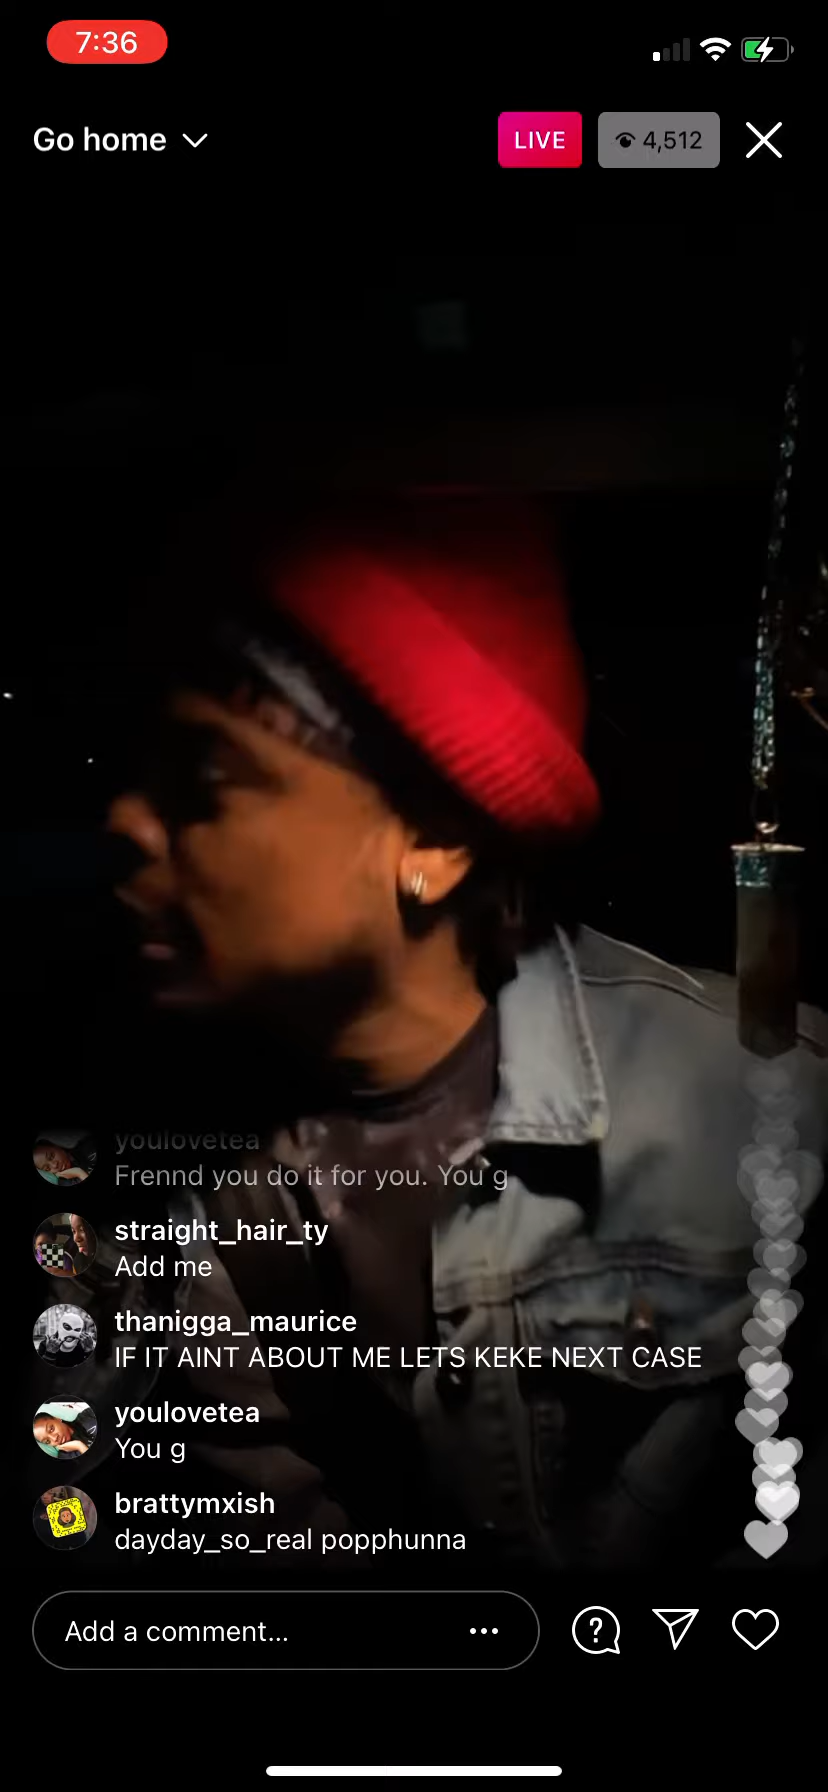 7:36
Go home
LIVE
4,512
youlovetea
Frennd you do it for you. You g
straight_hair_ty
Add me
thanigga_maurice
IF IT AINT ABOUT ME LETS KEKE NEXT CASE
youlovetea
You g
brattymxish
dayday_so_real popphunna
Add a comment...